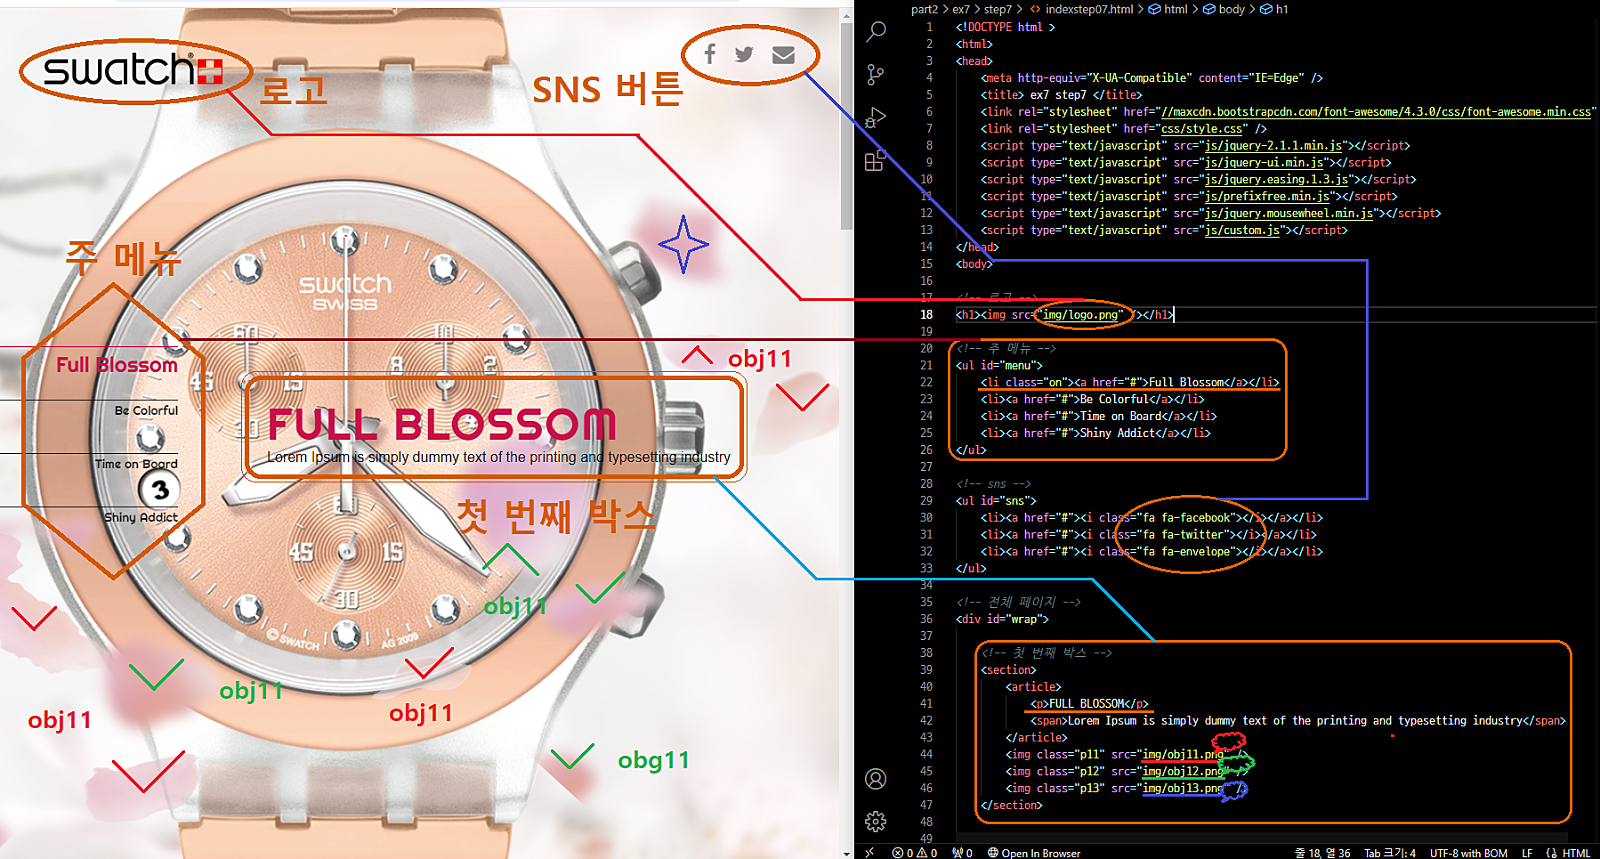 swatch
로고
SNS 버튼
주 메뉴
swatch
SWISS
60
45
15
30
8
2
Full Blossom
Be Colorful
Time on Board
3
Shiny Addict
FULL BLOSSOM
Lorem Ipsum is simply dummy text of the printing and typesetting industry
첫 번째 박스
obj11
45
15
30
© SWATCH
AG 2009
obj11
obj11
obj11
obj11
obg11
part2 > ex7 > step7 > <> indexstep07.html > html > body > h1
1 <!DOCTYPE html >
2 <html>
3 <head>
4 <meta http-equiv="X-UA-Compatible" content="IE=Edge" />
5 <title> ex7 step7 </title>
6 <link rel="stylesheet" href="//maxcdn.bootstrapcdn.com/font-awesome/4.3.0/css/font-awesome.min.css"
7 <link rel="stylesheet" href="css/style.css" />
8 <script type="text/javascript" src="js/jquery-2.1.1.min.js"></script>
9 <script type="text/javascript" src="js/jquery-ui.min.js"></script>
10 <script type="text/javascript" src="js/jquery.easing.1.3.js"></script>
11 <script type="text/javascript" src="js/prefixfree.min.js"></script>
12 <script type="text/javascript" src="js/jquery.mousewheel.min.js"></script>
13 <script type="text/javascript" src="js/custom.js"></script>
14 </head>
15 <body>
16
17 <!-- 로고 -->
18 <h1><img src="img/logo.png" /></h1>
19
20 <!-- 주 메뉴 -->
21 <ul id="menu">
22 <li class="on"><a href="#">Full Blossom</a></li>
23 <li><a href="#">Be Colorful</a></li>
24 <li><a href="#">Time on Board</a></li>
25 <li><a href="#">Shiny Addict</a></li>
26 </ul>
27
28 <!-- sns -->
29 <ul id="sns">
30 <li><a href="#"><i class="fa fa-facebook"></i></a></li>
31 <li><a href="#"><i class="fa fa-twitter"></i></a></li>
32 <li><a href="#"><i class="fa fa-envelope"></i></a></li>
33 </ul>
34
35 <!-- 전체 페이지 -->
36 <div id="wrap">
37
38 <!-- 첫 번째 박스 -->
39 <section>
40 <article>
41 <p>FULL BLOSSOM</p>
42 <span>Lorem Ipsum is simply dummy text of the printing and typesetting industry</span>
43 </article>
44 <img class="p11" src="img/obj11.png" />
45 <img class="p12" src="img/obj12.png" />
46 <img class="p13" src="img/obj13.png" />
47 </section>
48
49
0 0 0 Open In Browser 줄 18, 열 36 Tab 크기: 4 UTF-8 with BOM LF HTML